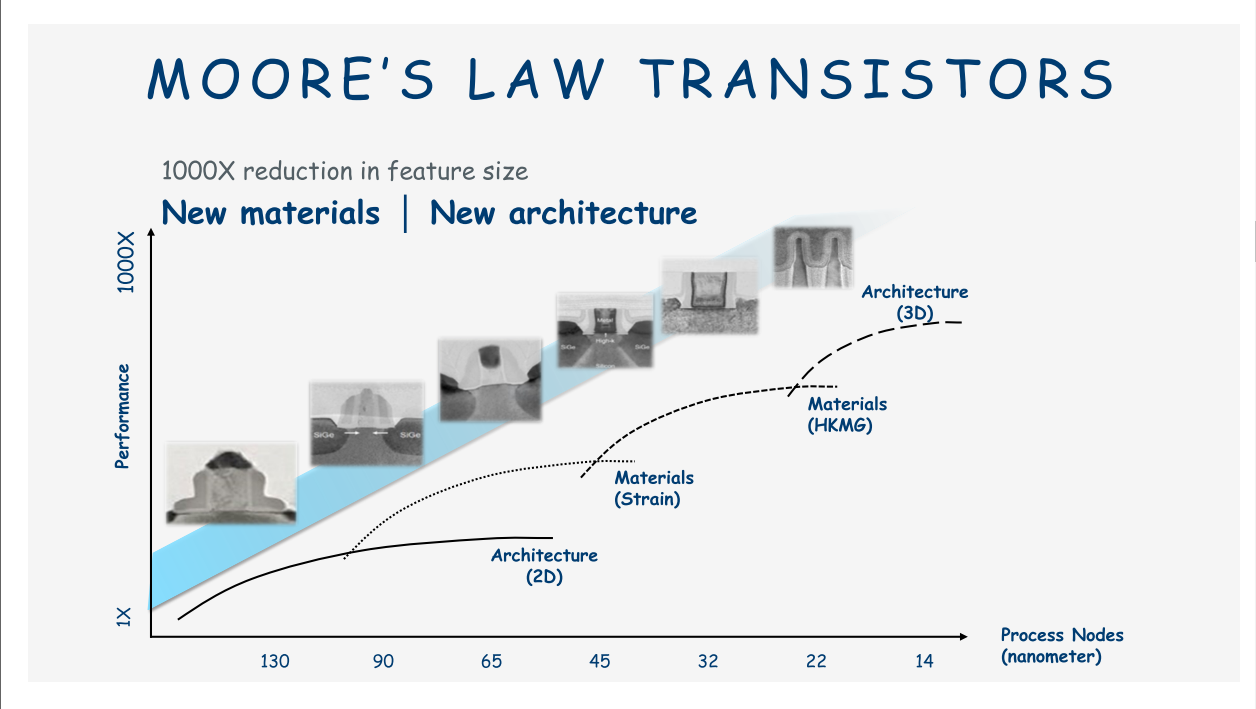 MOORE'S LAW TRANSISTORS
1000X reduction in feature size
New materials | New architecture
1000X
Performance
1X
SiGe
SiGe
Metal
High-k
SiGe
SiGe
Silicon
Architecture
(3D)
Materials
(HKMG)
Materials
(Strain)
Architecture
(2D)
130 90 65 45 32 22 14
Process Nodes
(nanometer)